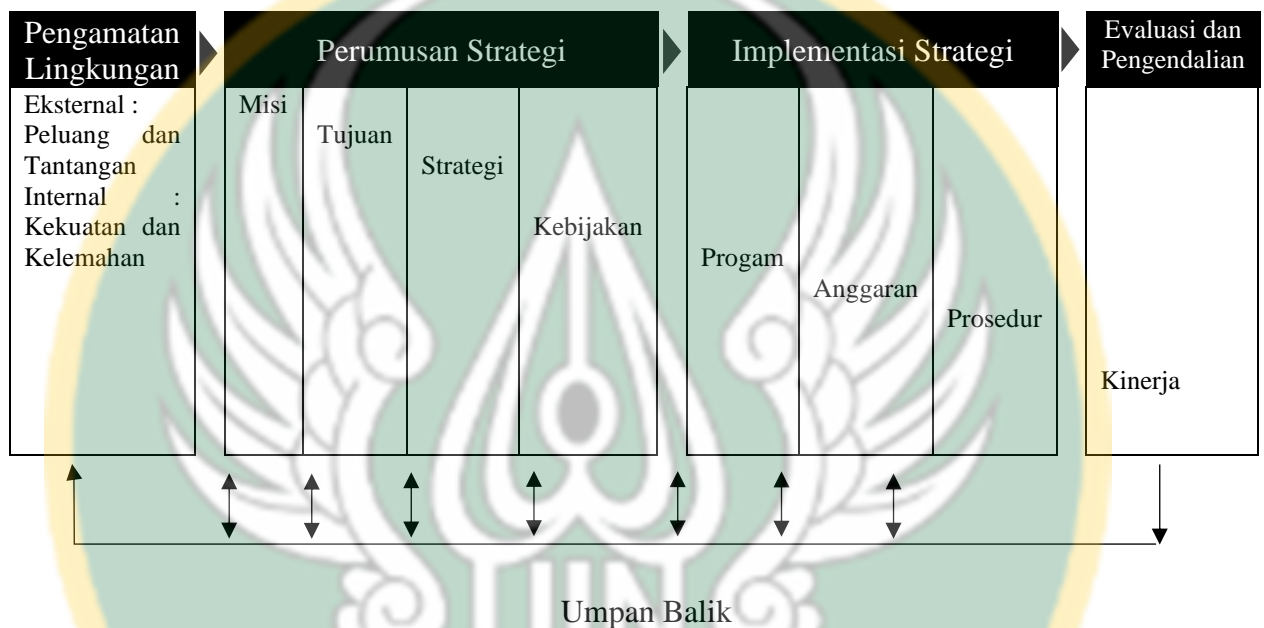 Pengamatan
Lingkungan
Eksternal :
Peluang dan
Tantangan
Internal :
Kekuatan dan
Kelemahan
Perumusan Strategi
Misi
Tujuan
Strategi
Kebijakan
Implementasi Strategi
Progam
Anggaran
Prosedur
Evaluasi dan
Pengendalian
Kinerja
Umpan Balik